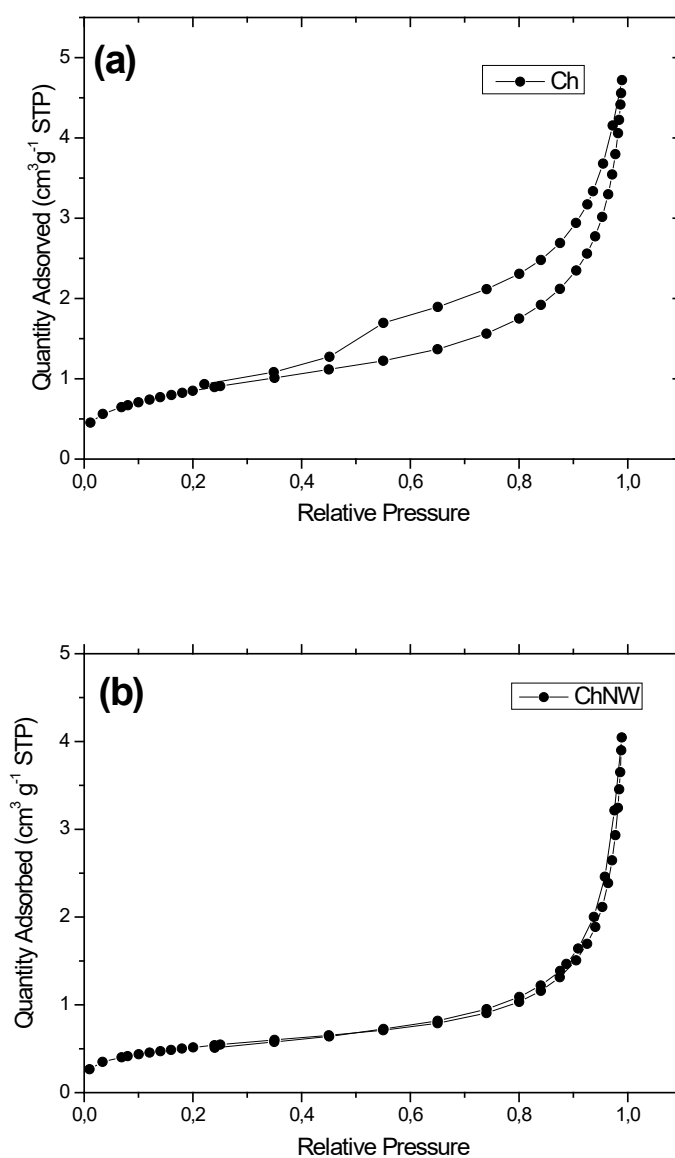 (a)
Ch
Quantity Adsorved (cm³g⁻¹ STP)
5
4
3
2
1
0
0,0 0,2 0,4 0,6 0,8 1,0
Relative Pressure
(b)
ChNW
Quantity Adsorbed (cm³ g⁻¹ STP)
5
4
3
2
1
0
0,0 0,2 0,4 0,6 0,8 1,0
Relative Pressure